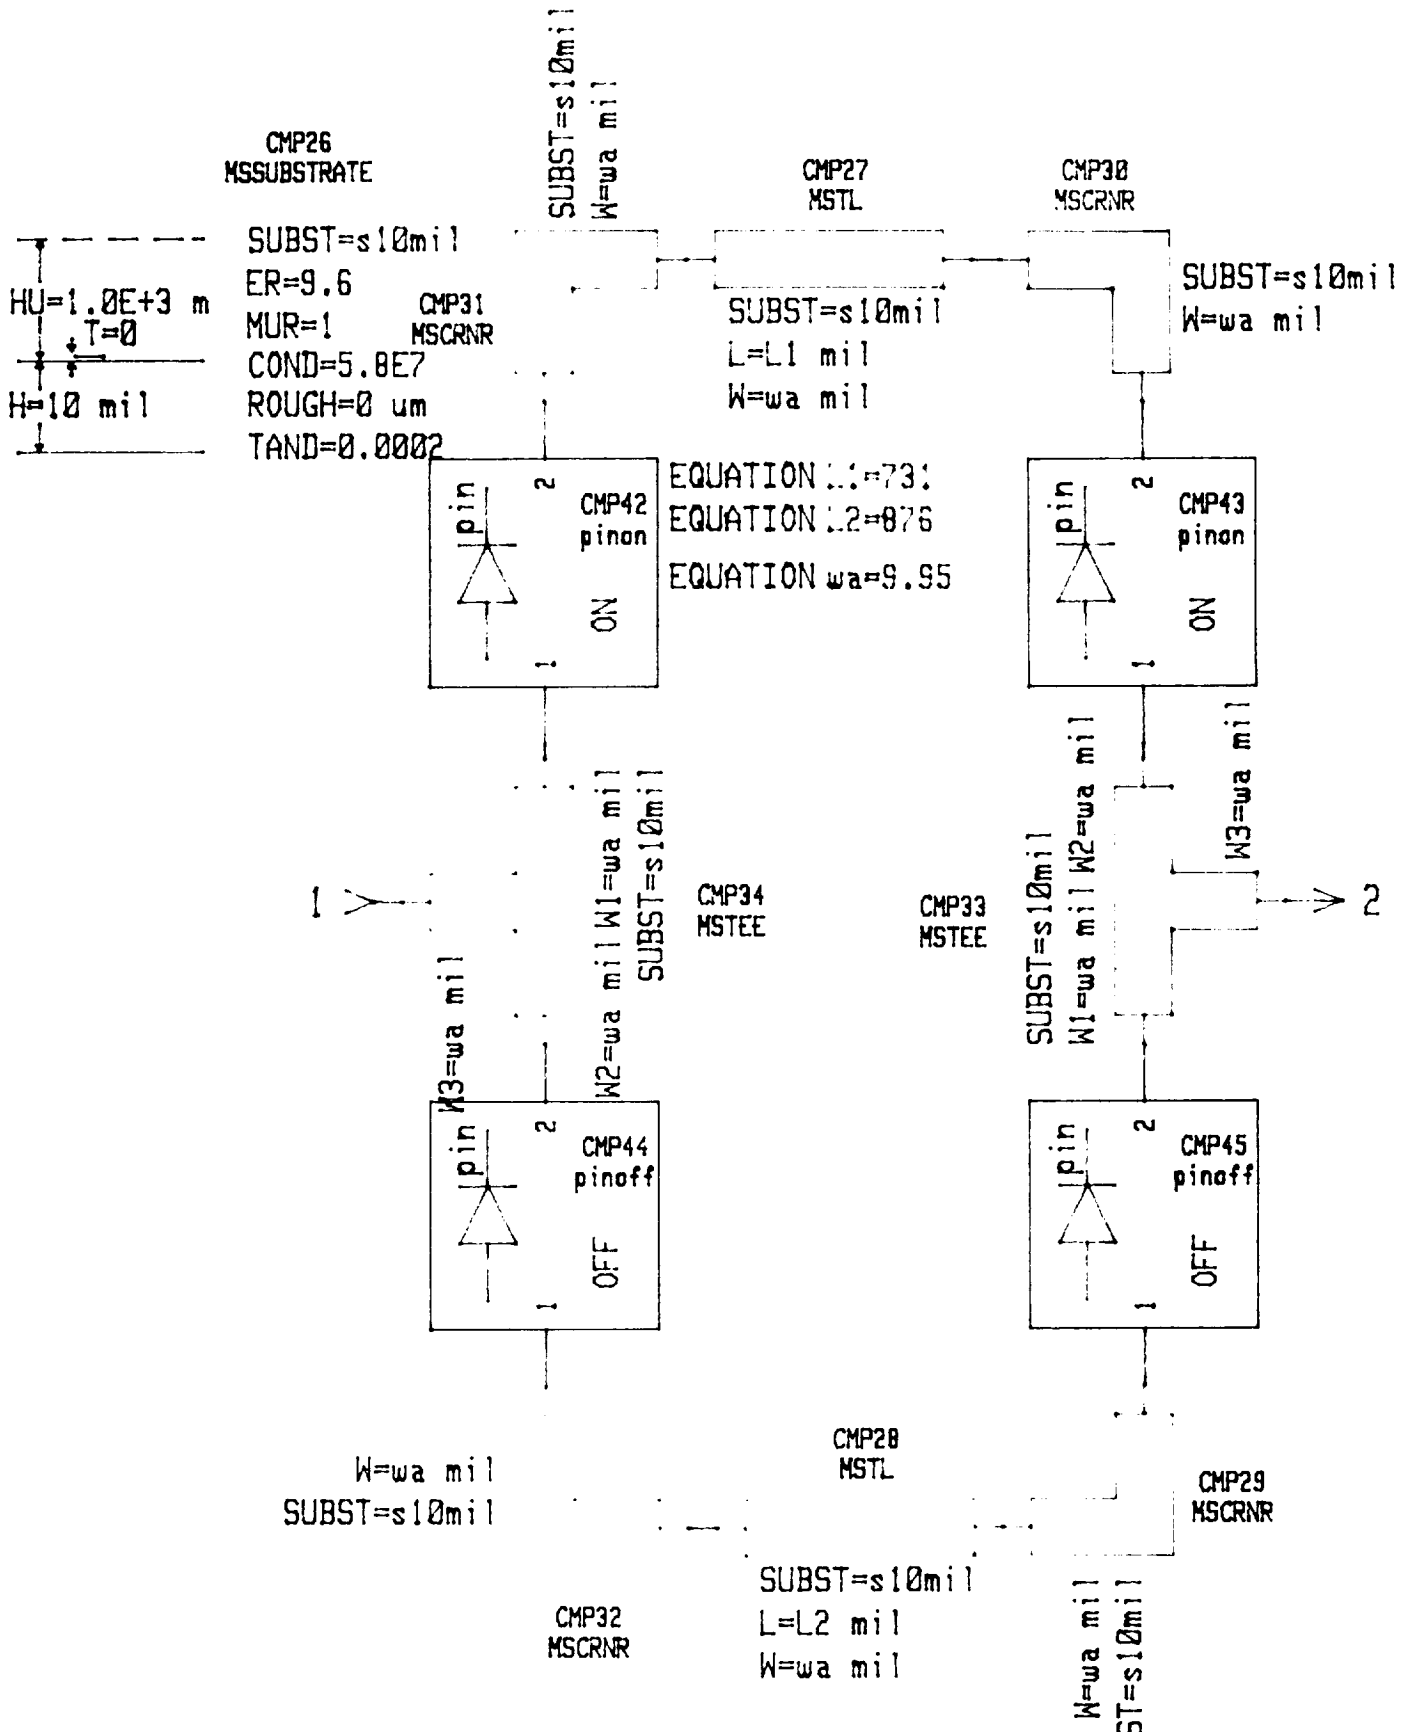 SUBST=s10mil
W=wa mil
CMP26
MSSUBSTRATE
CMP27
MSTL
CMP30
MSCRNR
SUBST=s10mil
ER=9.6
MUR=1
COND=5.8E7
ROUGH=0 um
TAND=0.0002
HU=1.0E+3 m
T=0
H=10 mil
CMP31
MSCRNR
SUBST=s10mil
L=L1 mil
W=wa mil
SUBST=s10mil
W=wa mil
pin
2
CMP42
pinon
ON
1
EQUATION L1=731
EQUATION L2=876
EQUATION wa=9.95
pin
2
CMP43
pinon
ON
1
1
W3=wa mil
W2=wa mil W1=wa mil
SUBST=s10mil
CMP34
MSTEE
CMP33
MSTEE
SUBST=s10mil
W1=wa mil W2=wa mil
W3=wa mil
2
pin
2
CMP44
pinoff
OFF
1
pin
2
CMP45
pinoff
OFF
1
W=wa mil
SUBST=s10mil
CMP28
MSTL
CMP29
MSCRNR
CMP32
MSCRNR
SUBST=s10mil
L=L2 mil
W=wa mil
W=wa mil
ST=s10mil